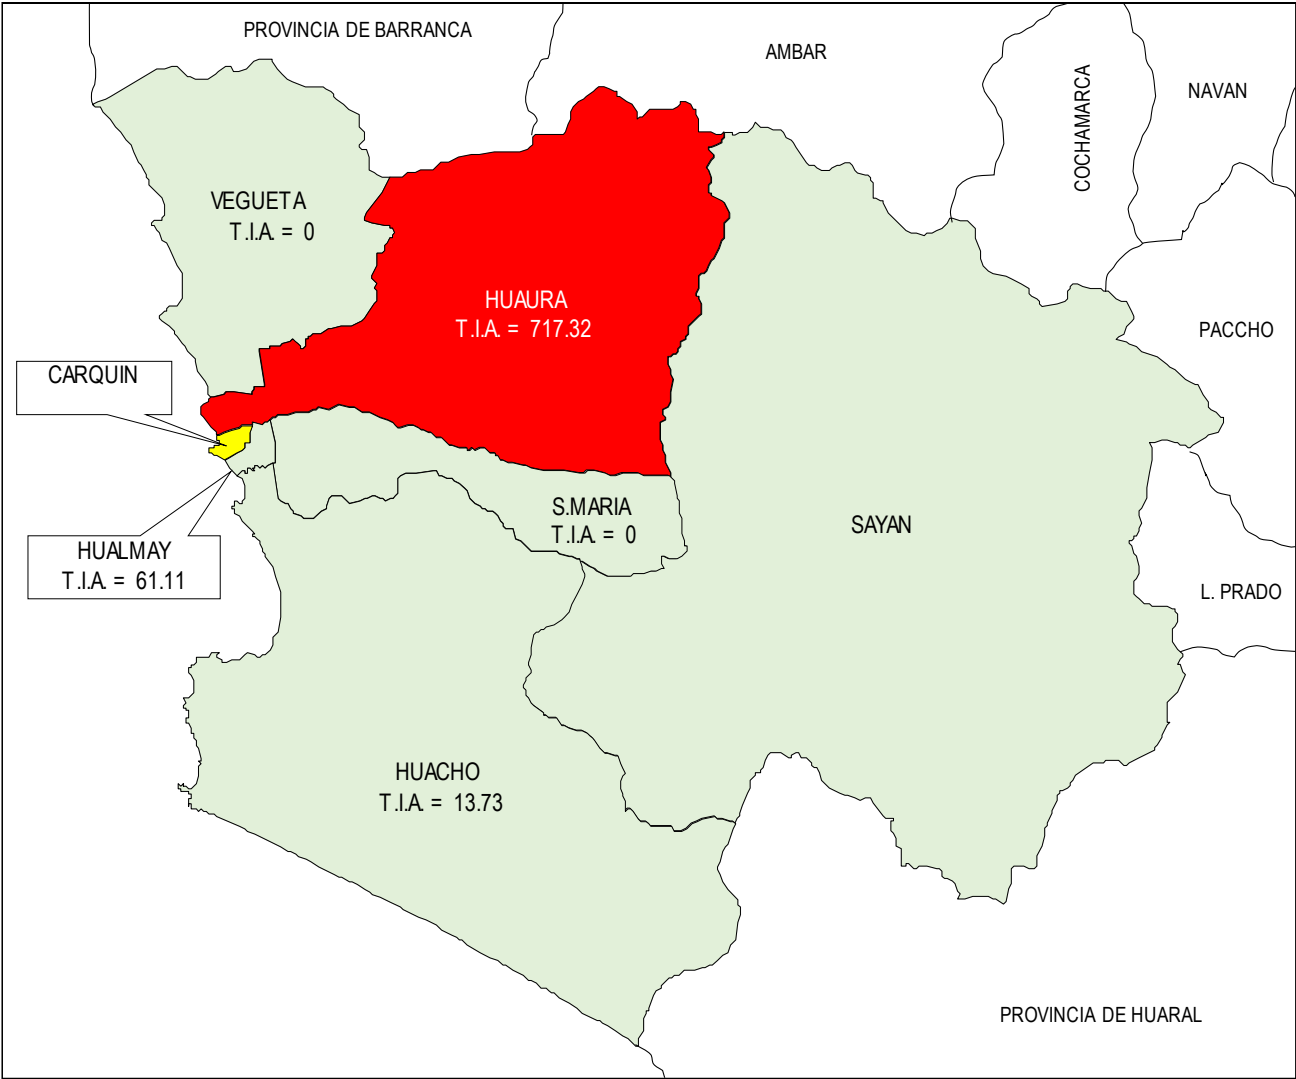 PROVINCIA DE BARRANCA
AMBAR
COCHAMARCA
NAVAN
VEGUETA
T.I.A. = 0
HUAURA
T.I.A. = 717.32
PACCHO
CARQUIN
S.MARIA
T.I.A. = 0
SAYAN
HUALMAY
T.I.A. = 61.11
L. PRADO
HUACHO
T.I.A. = 13.73
PROVINCIA DE HUARAL